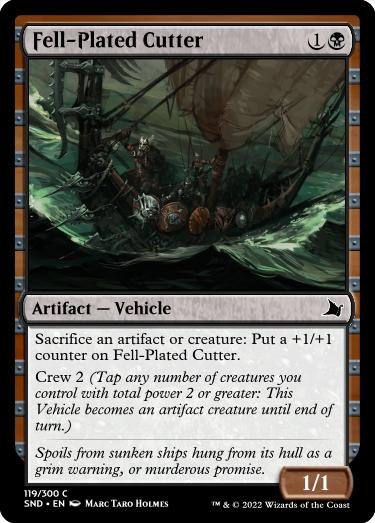 Fell-Plated Cutter 1
Artifact — Vehicle
Sacrifice an artifact or creature: Put a +1/+1
counter on Fell-Plated Cutter.
Crew 2 (Tap any number of creatures you
control with total power 2 or greater: This
Vehicle becomes an artifact creature until end of
turn.)
Spoils from sunken ships hung from its hull as a
grim warning, or murderous promise.
1/1
119/300 C
SND • EN Marc Taro Holmes
™ & © 2022 Wizards of the Coast